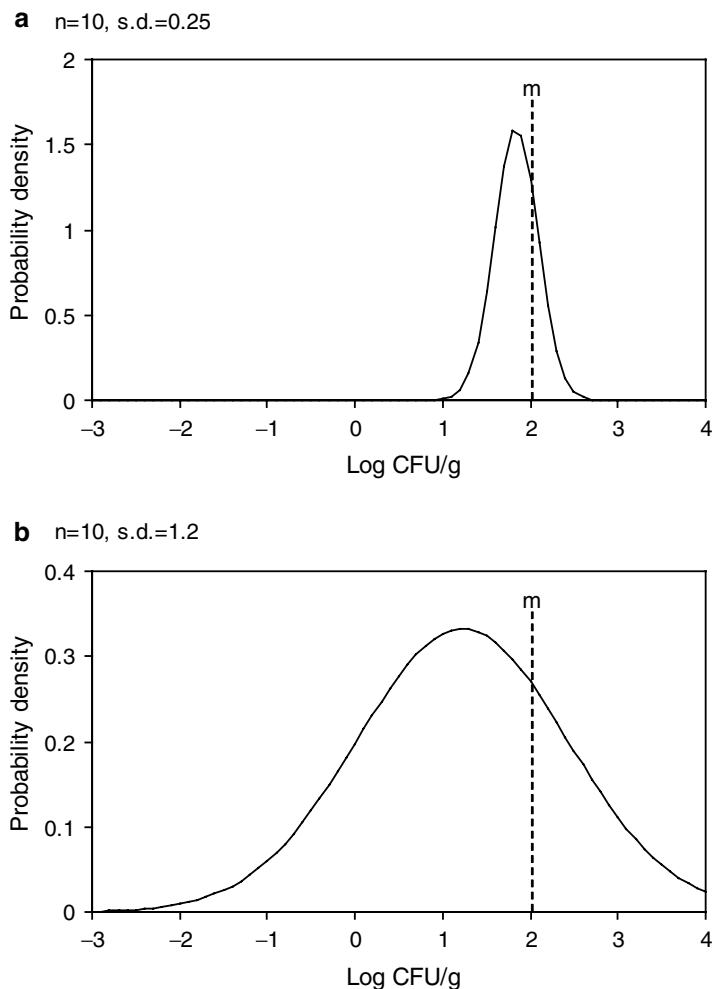 a n=10, s.d.=0.25
2
1.5
1
0.5
0
Probability density
m
−3 −2 −1 0 1 2 3 4
Log CFU/g
b n=10, s.d.=1.2
0.4
0.3
0.2
0.1
0
Probability density
m
−3 −2 −1 0 1 2 3 4
Log CFU/g